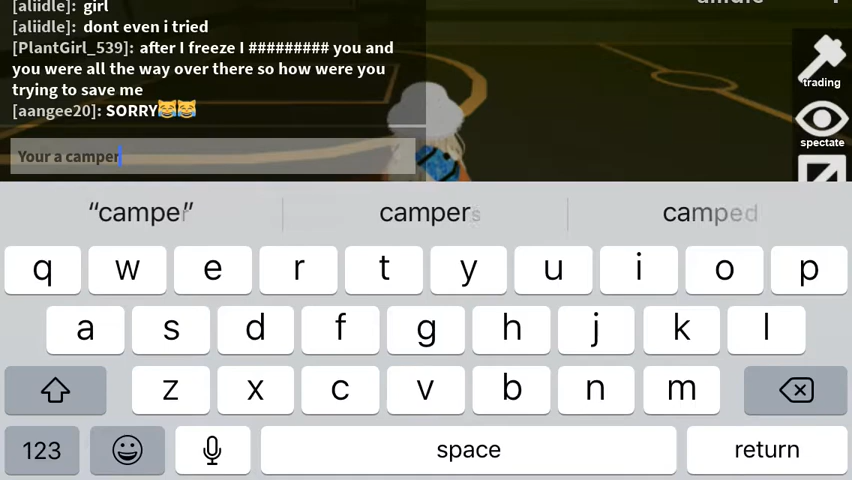 [aliidle]: girl
[aliidle]: dont even i tried
[PlantGirl_539]: after I freeze I ######### you and
you were all the way over there so how were you
trying to save me
[aangee20]: SORRY😹😹
Your a camper
trading
spectate
“camper” campers camped
q w e r t y u i o p
a s d f g h j k l
z x c v b n m
123 space return